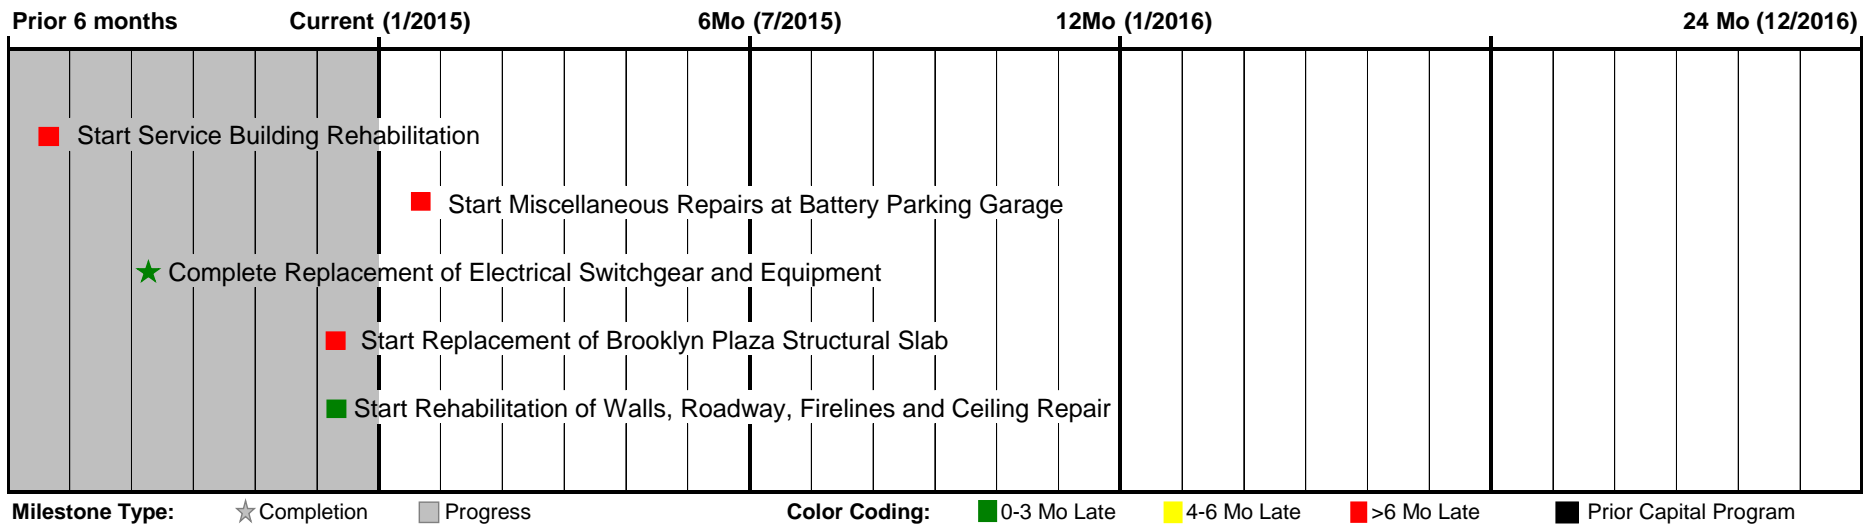 Prior 6 months Current (1/2015) 6Mo (7/2015) 12Mo (1/2016) 24 Mo (12/2016)
Start Service Building Rehabilitation
Start Miscellaneous Repairs at Battery Parking Garage
Complete Replacement of Electrical Switchgear and Equipment
Start Replacement of Brooklyn Plaza Structural Slab
Start Rehabilitation of Walls, Roadway, Firelines and Ceiling Repair
Milestone Type: Completion Progress Color Coding: 0-3 Mo Late 4-6 Mo Late >6 Mo Late Prior Capital Program